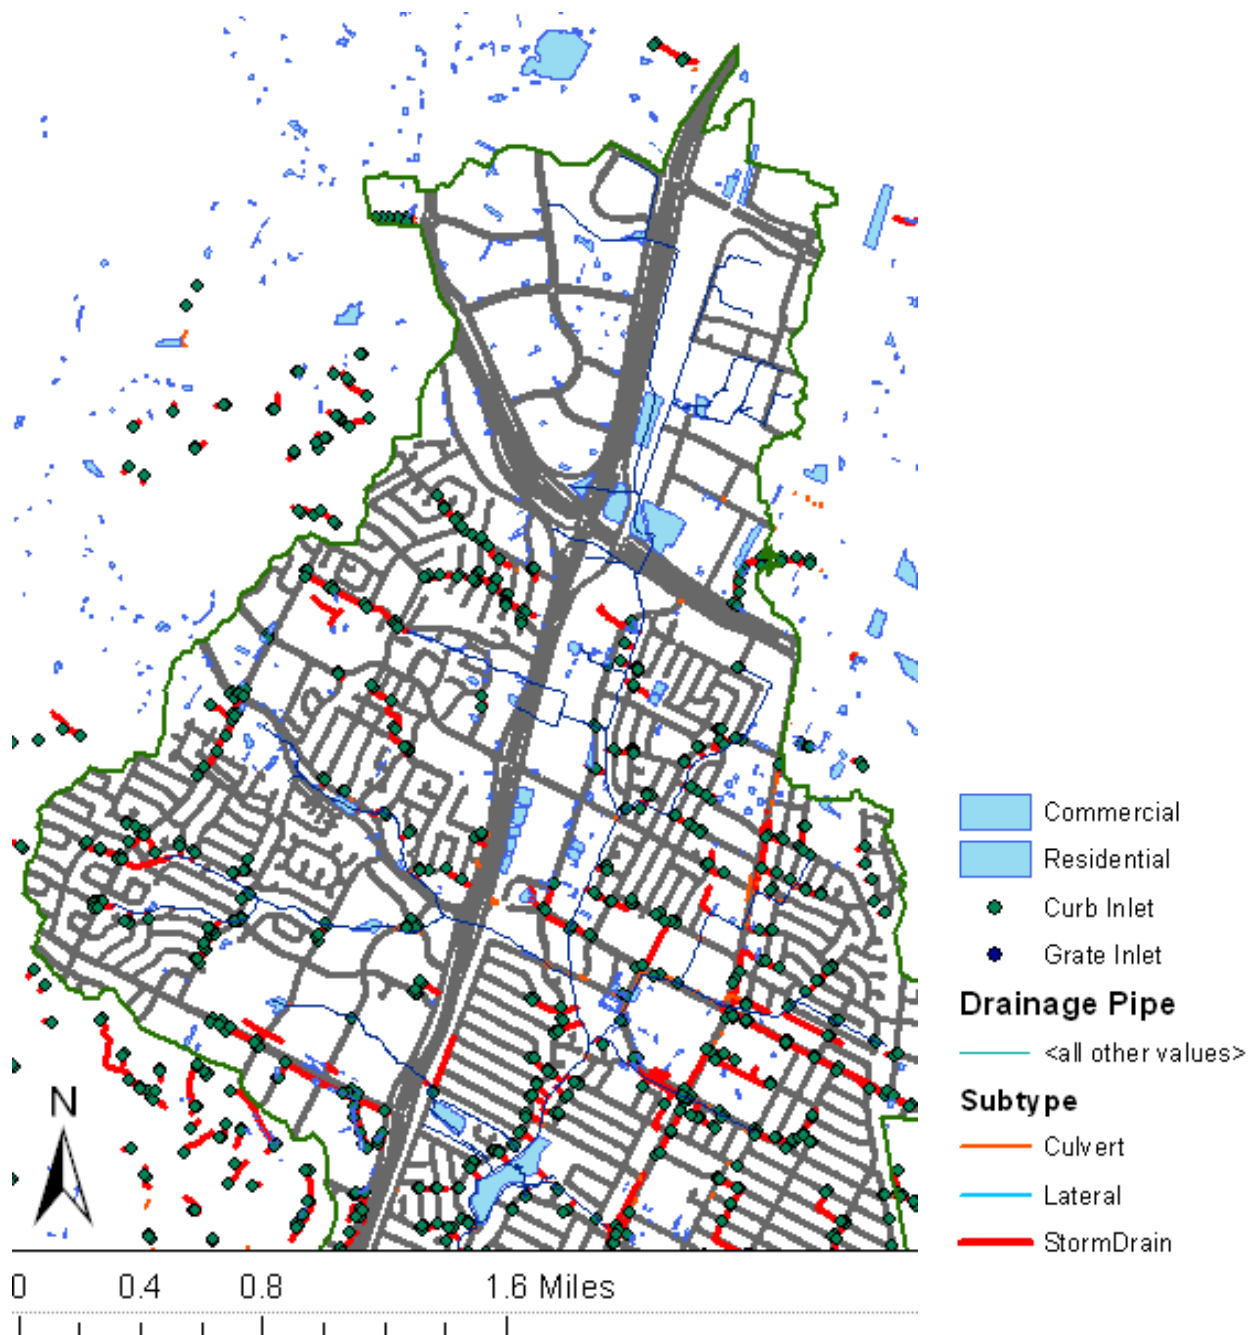 Commercial
Residential
Curb Inlet
Grate Inlet
Drainage Pipe
<all other values>
Subtype
Culvert
Lateral
StormDrain
N
0 0.4 0.8 1.6 Miles